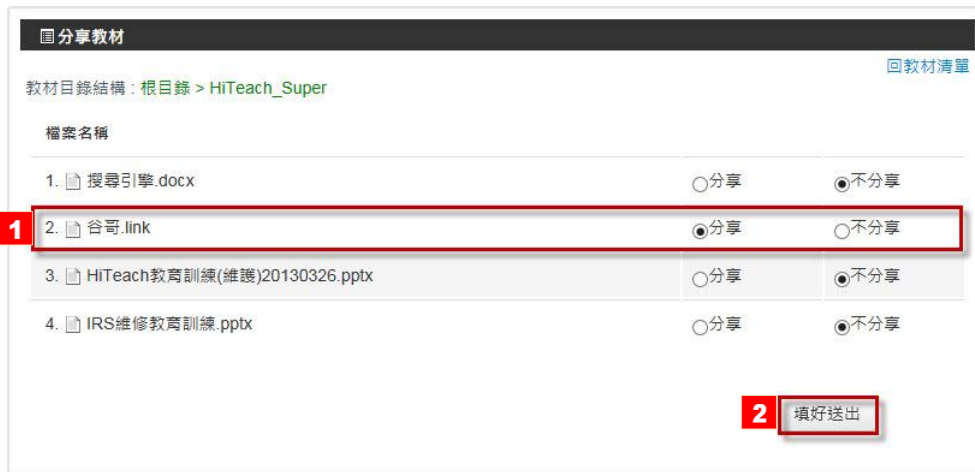 分享教材
回教材清單
教材目錄結構 : 根目錄 > HiTeach_Super
檔案名稱
1. 搜尋引擎.docx 分享 不分享
1 2. 谷哥.link 分享 不分享
3. HiTeach教育訓練(維護)20130326.pptx 分享 不分享
4. IRS維修教育訓練.pptx 分享 不分享
2 填好送出